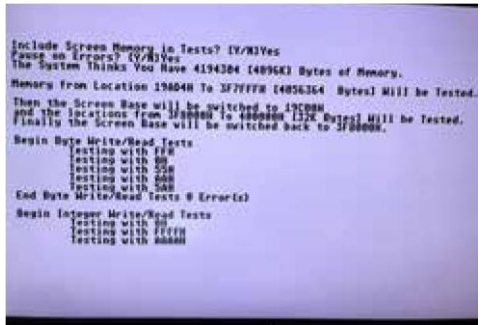 Include Screen Memory in Tests? [Y/N]Yes
Pause on Errors? [Y/N]Yes
The System Thinks You Have 4194304 [4096K] Bytes of Memory.
Memory from Location 19A04H To 3F7FFFH [4056364 Bytes] Will be Tested.
Then the Screen Base will be switched to 19C00H
and the locations from 3F8000H To 400000H [32K Bytes] Will be Tested.
Finally the Screen Base will be switched back to 3F8000H.
Begin Byte Write/Read Tests
Testing with FFH
Testing with 0H
Testing with 55H
Testing with AAH
Testing with 5AH
End Byte Write/Read Tests 0 Error(s)
Begin Integer Write/Read Tests
Testing with 0H
Testing with FFFFH
Testing with AAAAH